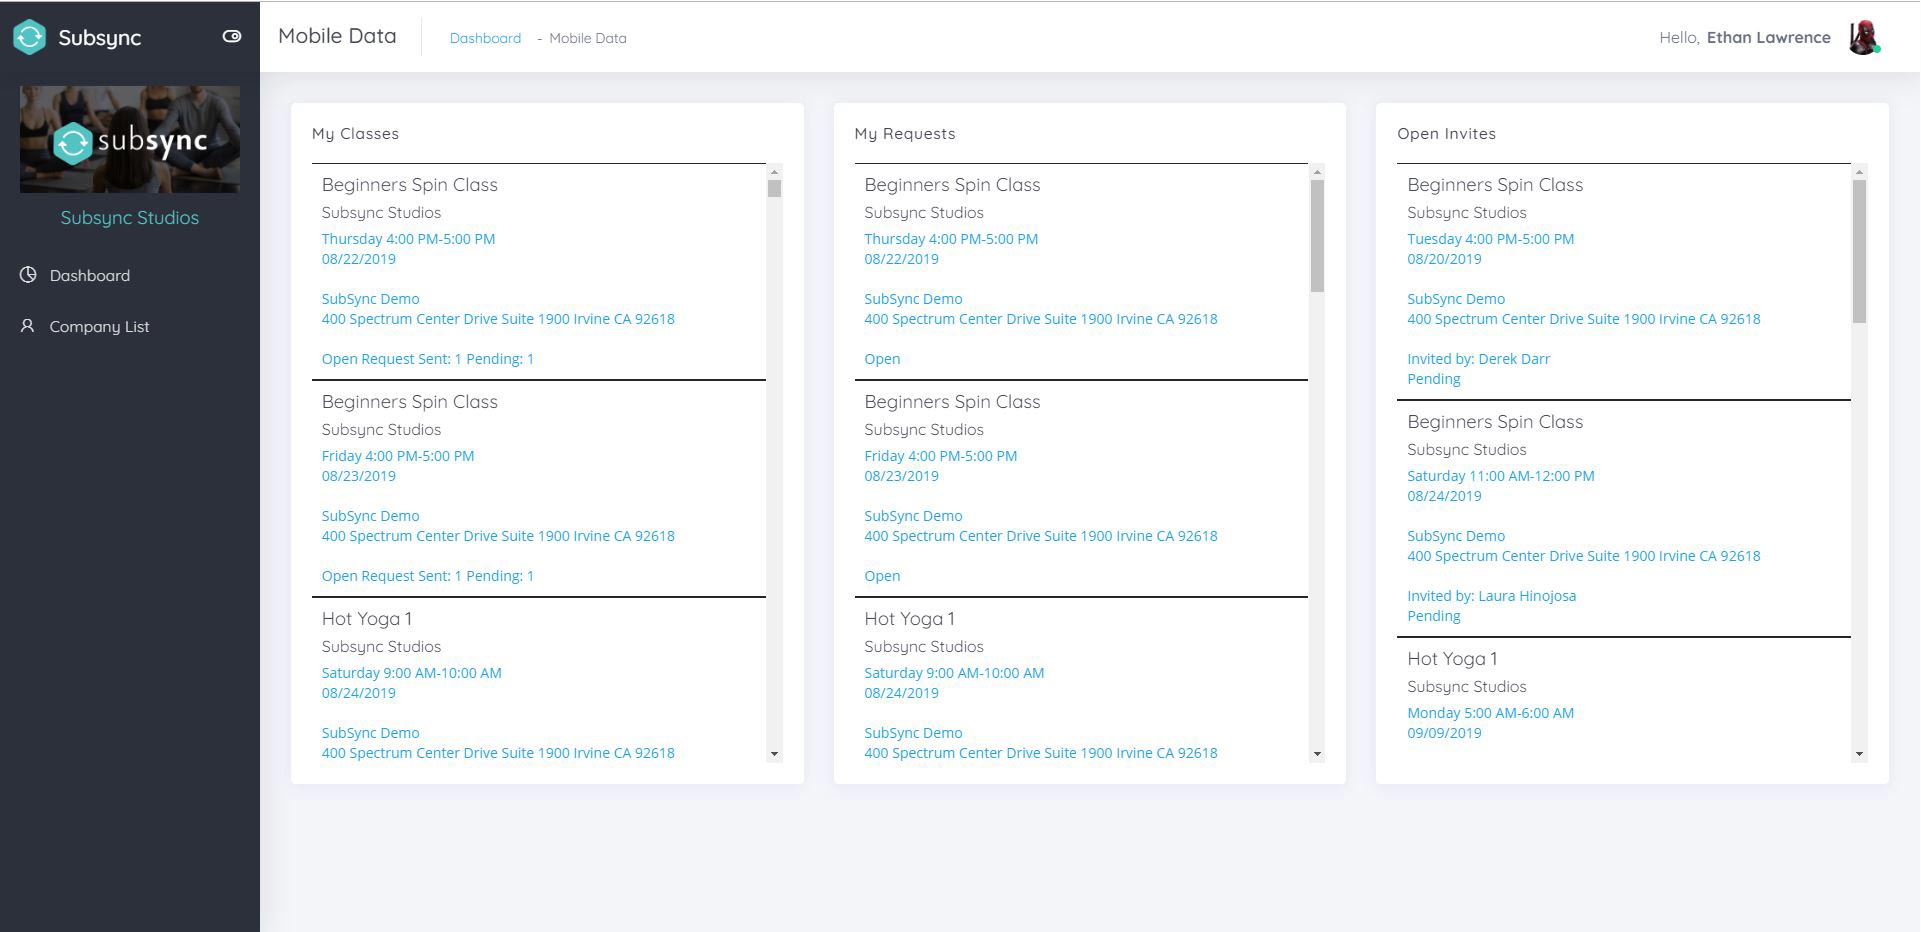 Subsync
Mobile Data
Dashboard - Mobile Data
Hello, Ethan Lawrence
subsync
Subsync Studios
Dashboard
Company List
My Classes
Beginners Spin Class
Subsync Studios
Thursday 4:00 PM-5:00 PM
08/22/2019
SubSync Demo
400 Spectrum Center Drive Suite 1900 Irvine CA 92618
Open Request Sent: 1 Pending: 1
Beginners Spin Class
Subsync Studios
Friday 4:00 PM-5:00 PM
08/23/2019
SubSync Demo
400 Spectrum Center Drive Suite 1900 Irvine CA 92618
Open Request Sent: 1 Pending: 1
Hot Yoga 1
Subsync Studios
Saturday 9:00 AM-10:00 AM
08/24/2019
SubSync Demo
400 Spectrum Center Drive Suite 1900 Irvine CA 92618
My Requests
Beginners Spin Class
Subsync Studios
Thursday 4:00 PM-5:00 PM
08/22/2019
SubSync Demo
400 Spectrum Center Drive Suite 1900 Irvine CA 92618
Open
Beginners Spin Class
Subsync Studios
Friday 4:00 PM-5:00 PM
08/23/2019
SubSync Demo
400 Spectrum Center Drive Suite 1900 Irvine CA 92618
Open
Hot Yoga 1
Subsync Studios
Saturday 9:00 AM-10:00 AM
08/24/2019
SubSync Demo
400 Spectrum Center Drive Suite 1900 Irvine CA 92618
Open Invites
Beginners Spin Class
Subsync Studios
Tuesday 4:00 PM-5:00 PM
08/20/2019
SubSync Demo
400 Spectrum Center Drive Suite 1900 Irvine CA 92618
Invited by: Derek Darr
Pending
Beginners Spin Class
Subsync Studios
Saturday 11:00 AM-12:00 PM
08/24/2019
SubSync Demo
400 Spectrum Center Drive Suite 1900 Irvine CA 92618
Invited by: Laura Hinojosa
Pending
Hot Yoga 1
Subsync Studios
Monday 5:00 AM-6:00 AM
09/09/2019